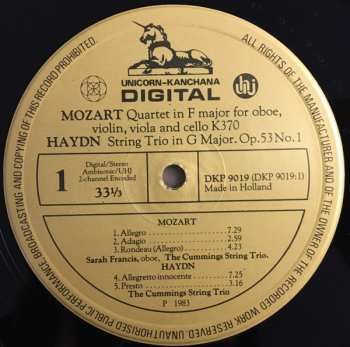 ALL RIGHTS OF THE MANUFACTURER AND OF THE OWNER OF THE RECORDED WORK RESERVED. UNAUTHORISED PUBLIC PERFORMANCE, BROADCASTING AND COPYING OF THIS RECORD PROHIBITED.
UNICORN-KANCHANA
DIGITAL
uhj
MOZART Quartet in F major for oboe,
violin, viola and cello K370
HAYDN String Trio in G Major. Op.53 No.1
1
Digital/Stereo
Ambisonic/UHJ
2-channel Encoded
33⅓
DKP 9019 (DKP 9019:1)
Made in Holland
MOZART
1. Allegro 7.29
2. Adagio 2.59
3. Rondeau (Allegro) 4.23
Sarah Francis, oboe, The Cummings String Trio.
HAYDN
4. Allegretto innocente 7.25
5. Presto 3.16
The Cummings String Trio.
P 1983